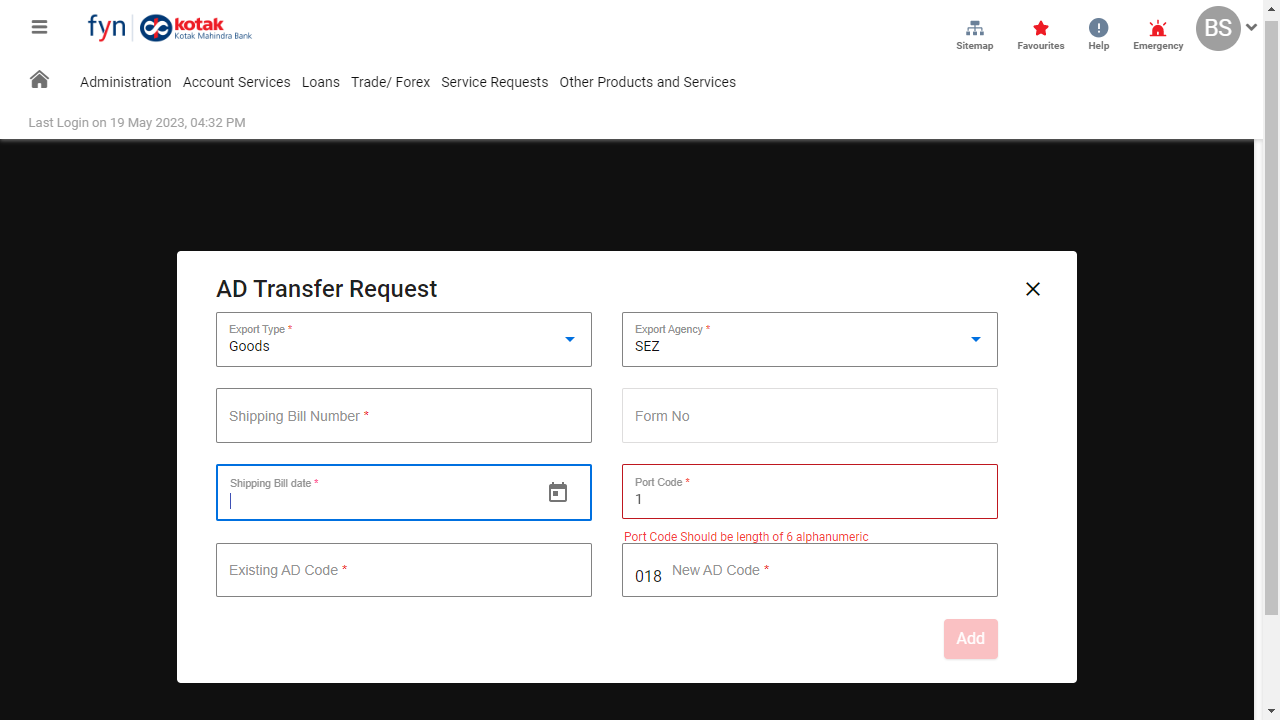 fyn kotak
Kotak Mahindra Bank
Sitemap
Favourites
Help
Emergency
BS
Administration
Account Services
Loans
Trade/ Forex
Service Requests
Other Products and Services
Last Login on 19 May 2023, 04:32 PM
AD Transfer Request
Export Type *
Goods
Export Agency *
SEZ
Shipping Bill Number *
Form No
Shipping Bill date *
Port Code *
1
Port Code Should be length of 6 alphanumeric
Existing AD Code *
018 New AD Code *
Add